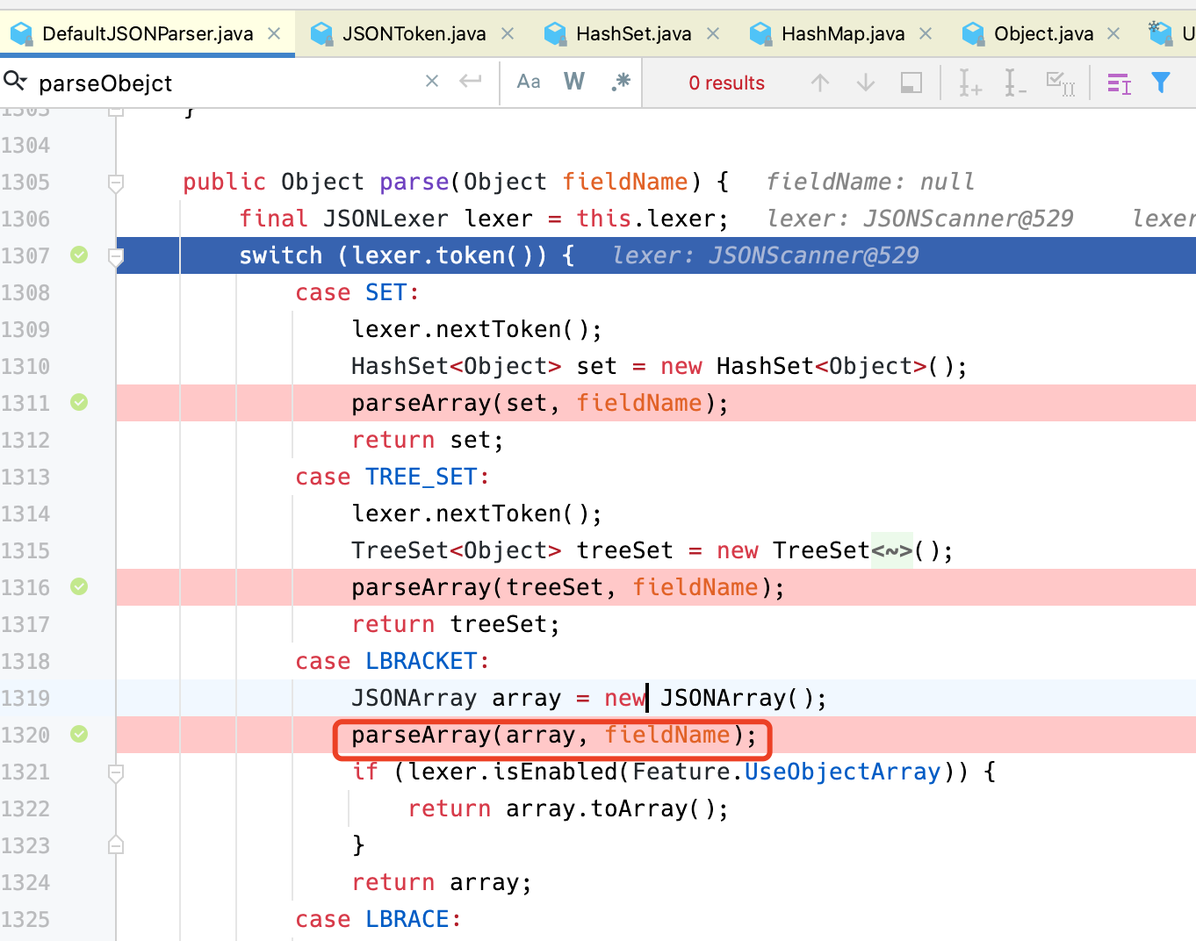 DefaultJSONParser.java × JSONToken.java × HashSet.java × HashMap.java × Object.java × U
parseObejct × Aa W .* 0 results
1303 }
1304
1305 public Object parse(Object fieldName) { fieldName: null
1306 final JSONLexer lexer = this.lexer; lexer: JSONScanner@529 lexer
1307 switch (lexer.token()) { lexer: JSONScanner@529
1308 case SET:
1309 lexer.nextToken();
1310 HashSet<Object> set = new HashSet<Object>();
1311 parseArray(set, fieldName);
1312 return set;
1313 case TREE_SET:
1314 lexer.nextToken();
1315 TreeSet<Object> treeSet = new TreeSet<~>();
1316 parseArray(treeSet, fieldName);
1317 return treeSet;
1318 case LBRACKET:
1319 JSONArray array = new JSONArray();
1320 parseArray(array, fieldName);
1321 if (lexer.isEnabled(Feature.UseObjectArray)) {
1322 return array.toArray();
1323 }
1324 return array;
1325 case LBRACE: